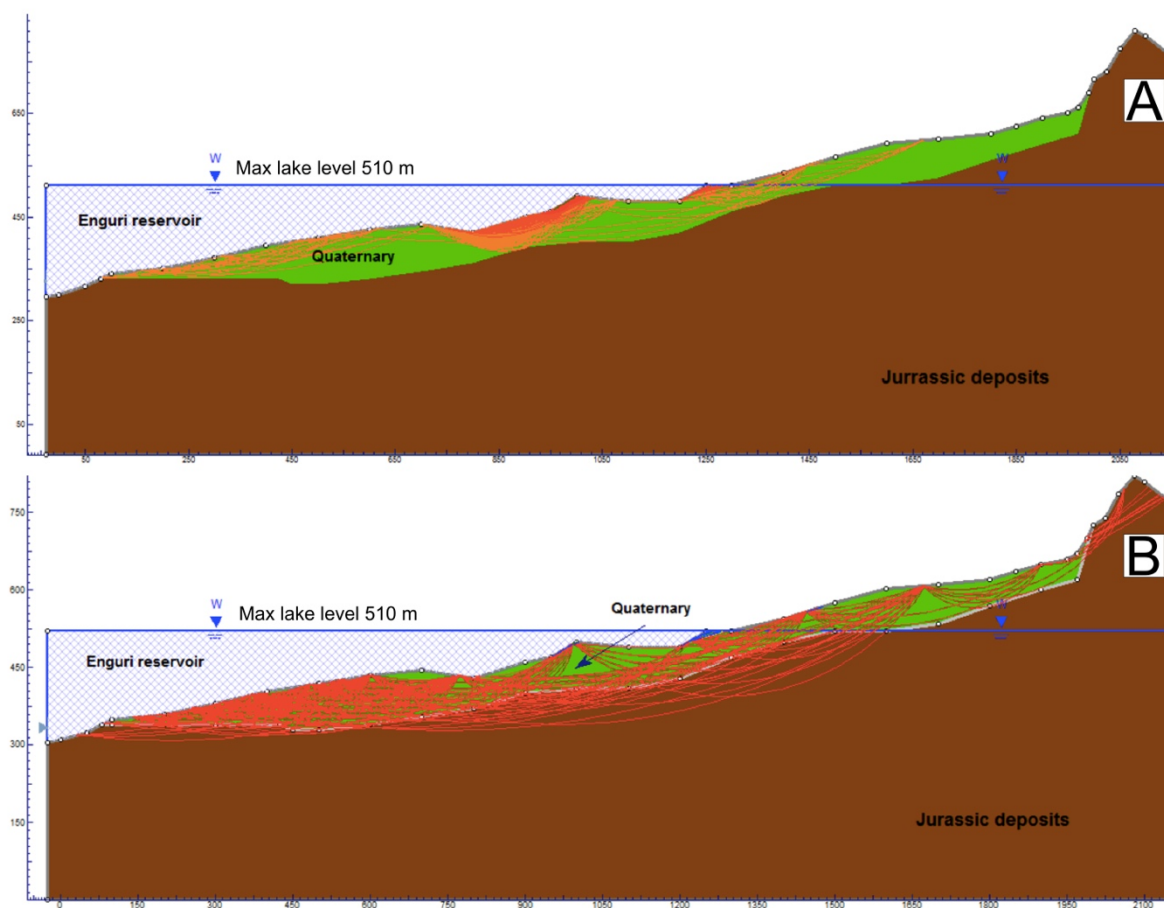 A
650
W
Max lake level 510 m
W
Enguri reservoir
450
Quaternary
250
Jurrassic deposits
50
50 250 450 650 850 1050 1250 1450 1650 1850 2050
750
B
600
W
Max lake level 510 m
Quaternary
W
Enguri reservoir
450
300
150
Jurassic deposits
0 150 300 450 600 750 900 1050 1200 1350 1500 1650 1800 1950 2100